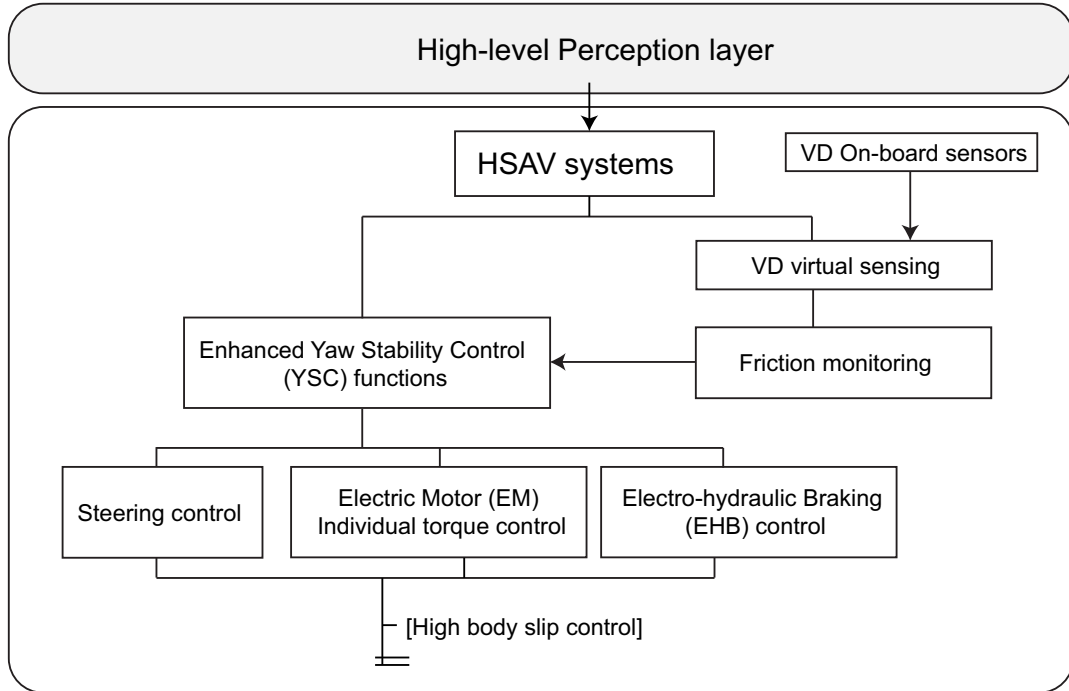 High-level Perception layer
HSAV systems
VD On-board sensors
VD virtual sensing
Enhanced Yaw Stability Control
(YSC) functions
Friction monitoring
Steering control
Electric Motor (EM)
Individual torque control
Electro-hydraulic Braking
(EHB) control
[High body slip control]